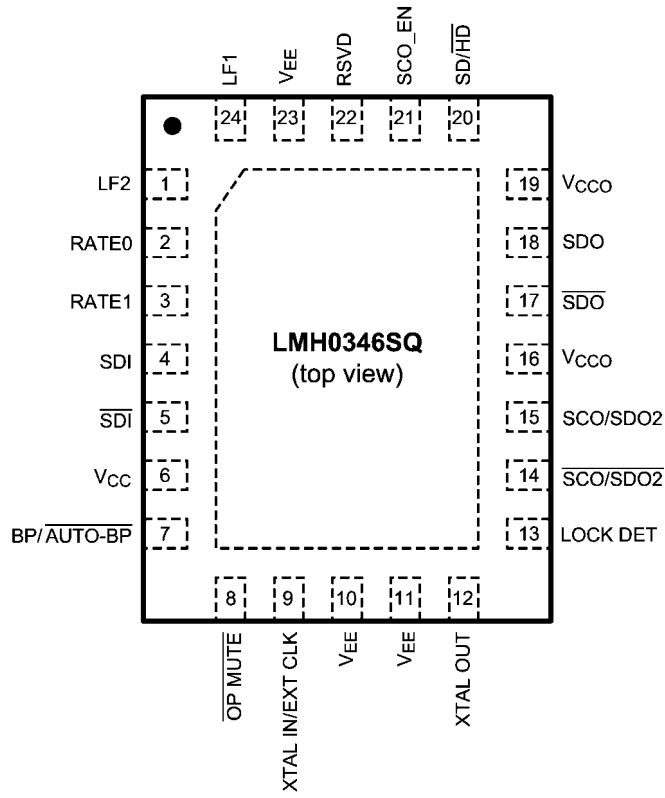 LF1
VEE
RSVD
SCO_EN
SD/HD
24
23
22
21
20
LF2 1
19 VCCO
RATE0 2
18 SDO
RATE1 3
17 SDO
SDI 4
16 VCCO
SDI 5
15 SCO/SDO2
VCC 6
14 SCO/SDO2
BP/AUTO-BP 7
13 LOCK DET
LMH0346SQ
(top view)
8
9
10
11
12
OP MUTE
XTAL IN/EXT CLK
VEE
VEE
XTAL OUT